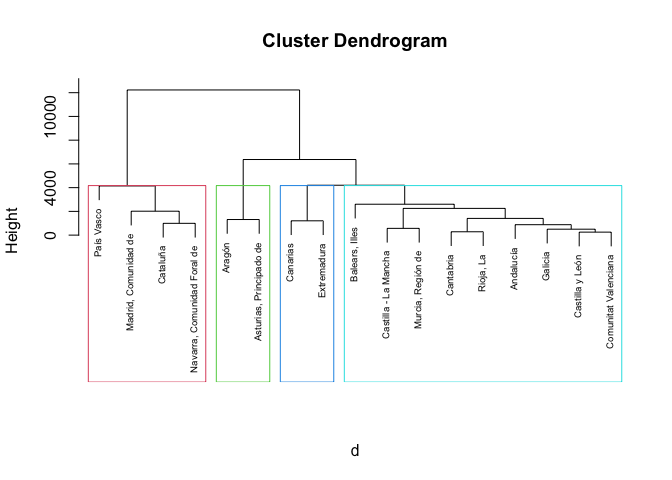 Cluster Dendrogram
Height
10000
4000
0
País Vasco
Madrid, Comunidad de
Cataluña
Navarra, Comunidad Foral de
Aragón
Asturias, Principado de
Canarias
Extremadura
Balears, Illes
Castilla - La Mancha
Murcia, Región de
Cantabria
Rioja, La
Andalucía
Galicia
Castilla y León
Comunitat Valenciana
d